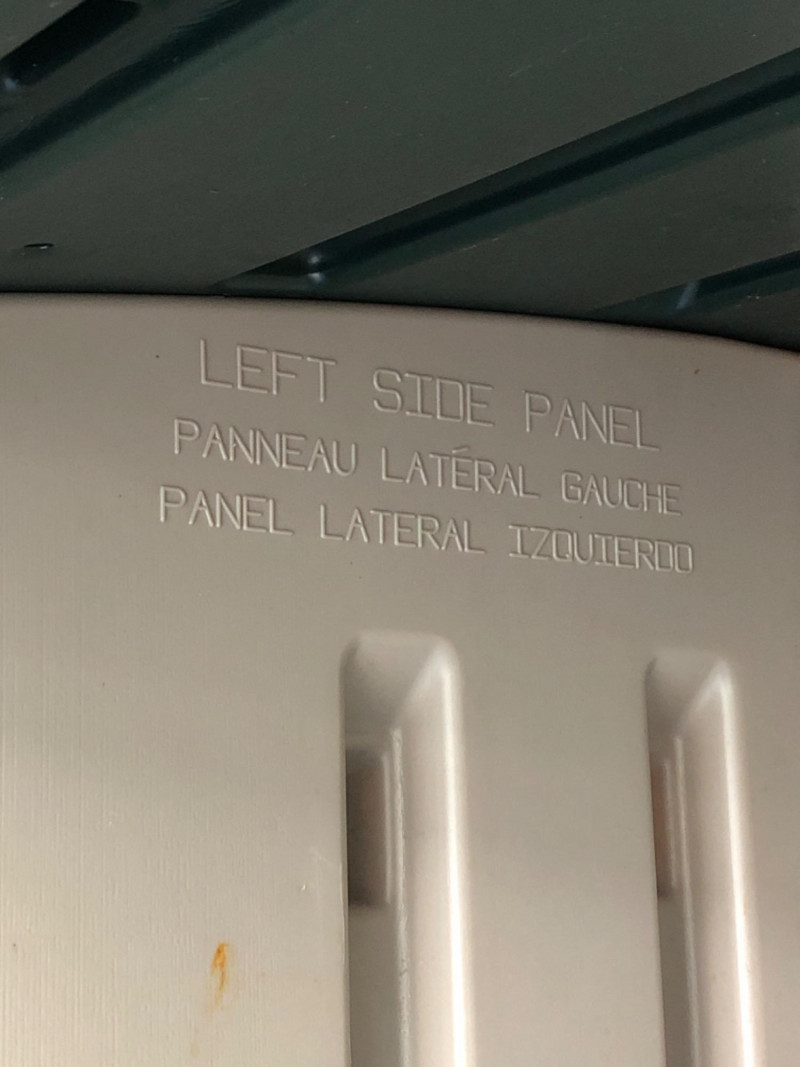 LEFT SIDE PANEL
PANNEAU LATÉRAL GAUCHE
PANEL LATERAL IZQUIERDO